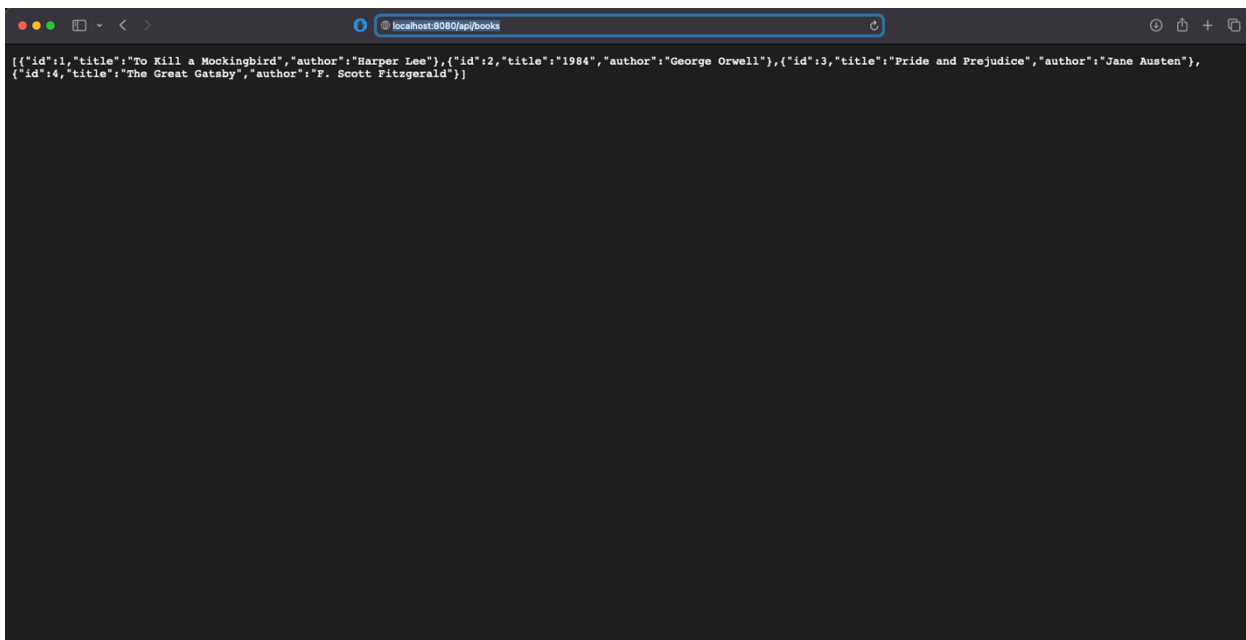 localhost:8080/api/books
[{"id":1,"title":"To Kill a Mockingbird","author":"Harper Lee"},{"id":2,"title":"1984","author":"George Orwell"},{"id":3,"title":"Pride and Prejudice","author":"Jane Austen"},
{"id":4,"title":"The Great Gatsby","author":"F. Scott Fitzgerald"}]